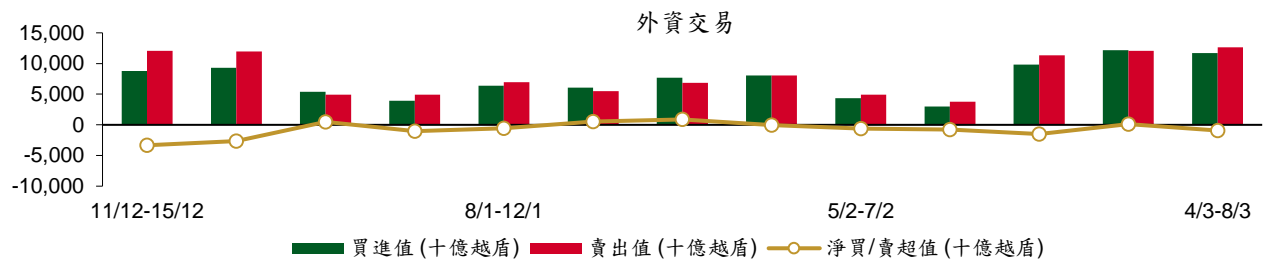 外資交易
15,000
10,000
5,000
0
-5,000
-10,000
11/12-15/12 8/1-12/1 5/2-7/2 4/3-8/3
買進值 (十億越盾) 賣出值 (十億越盾) 淨買/賣超值 (十億越盾)